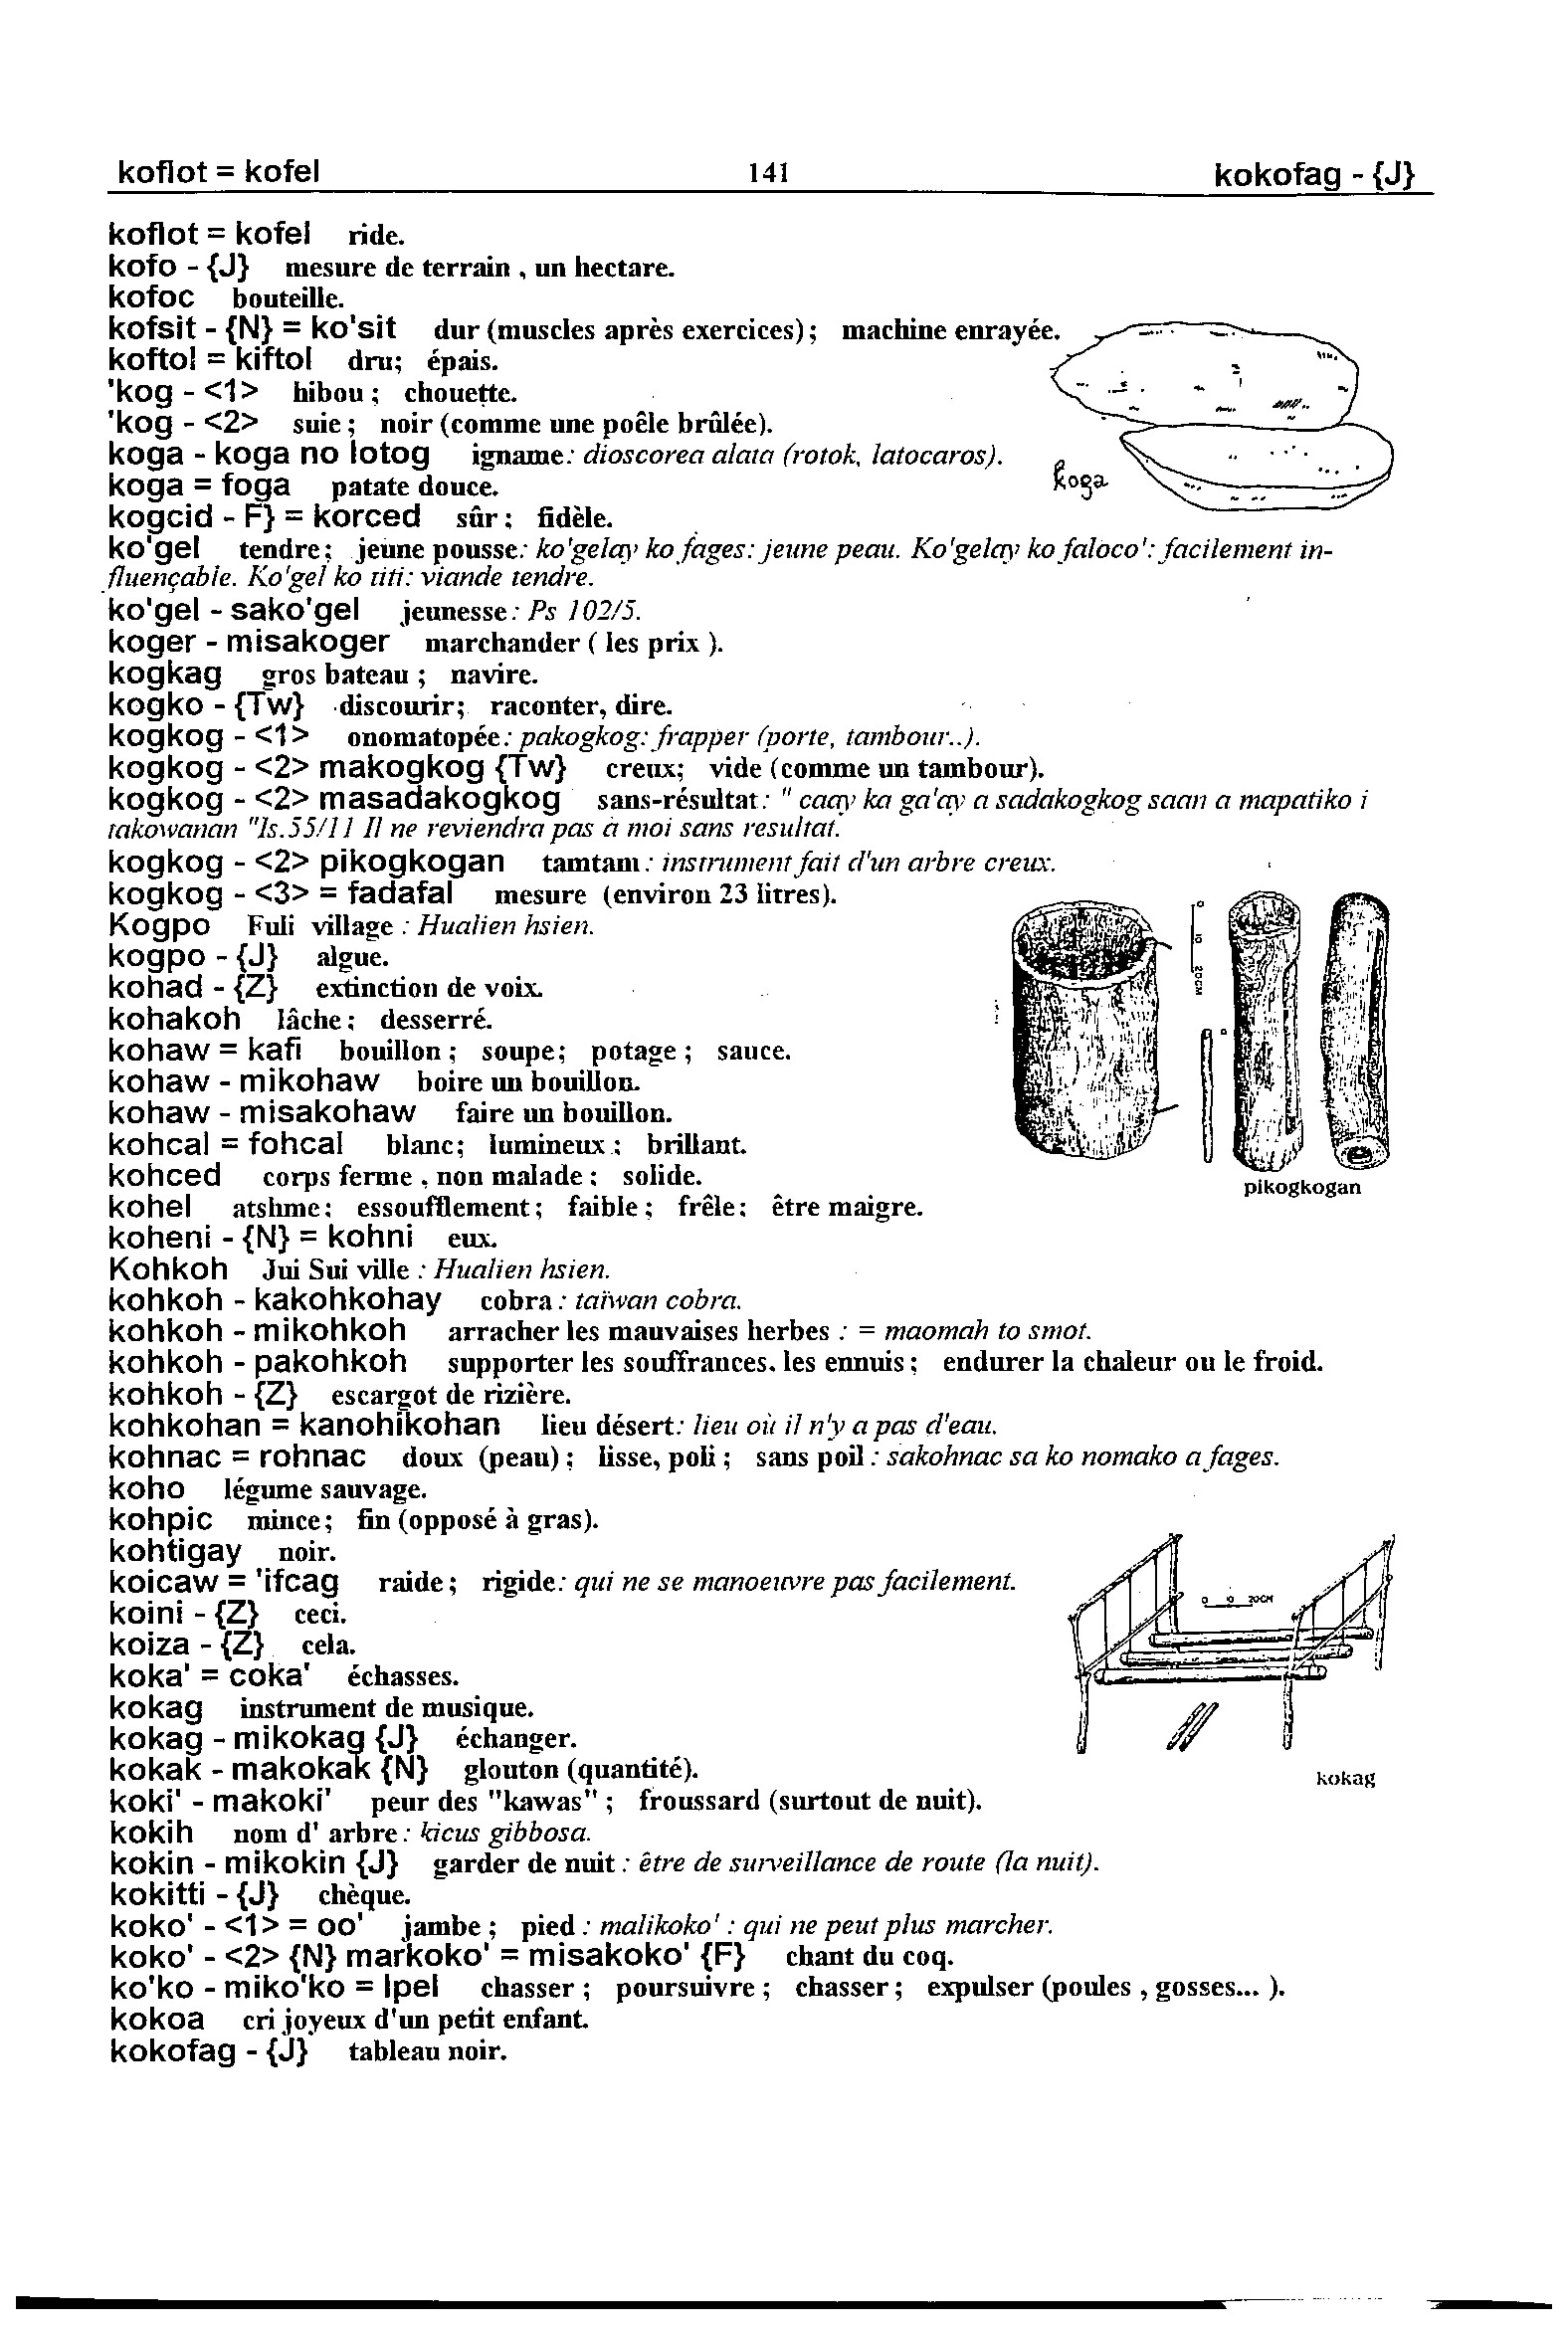 koflot = kofel 141 kokofag - {J}
koflot = kofel ride.
kofo - {J} mesure de terrain , un hectare.
kofoc bouteille.
kofsit - {N} = ko'sit dur (muscles après exercices) ; machine enrayée.
koftol = kiftol dru; épais.
'kog - <1> hibou ; chouette.
'kog - <2> suie ; noir (comme une poêle brûlée).
koga - koga no lotog igname: dioscorea alata (rotok, latocaros).
koga = foga patate douce.
koga
kogcid - F} = korced sûr ; fidèle.
ko'gel tendre ; jeune pousse: ko'gelay ko fages: jeune peau. Ko'gelay ko faloco': facilement in-
fluençable. Ko'gel ko titi: viande tendre.
ko'gel - sako'gel jeunesse: Ps 102/5.
koger - misakoger marchander ( les prix ).
kogkag gros bateau ; navire.
kogko - {Tw} discourir; raconter, dire.
kogkog - <1> onomatopée: pakogkog: frapper (porte, tambour..).
kogkog - <2> makogkog {Tw} creux; vide (comme un tambour).
kogkog - <2> masadakogkog sans-résultat: " caay ka ga'ay a sadakogkog saan a mapatiko i
takowanan "Is.55/11 Il ne reviendra pas à moi sans resultat.
kogkog - <2> pikogkogan tamtam: instrument fait d'un arbre creux.
kogkog - <3> = fadafal mesure (environ 23 litres).
Kogpo Fuli village : Hualien hsien.
kogpo - {J} algue.
kohad - {Z} extinction de voix.
kohakoh lâche ; desserré.
kohaw = kafi bouillon ; soupe; potage ; sauce.
kohaw - mikohaw boire un bouillon.
kohaw - misakohaw faire un bouillon.
kohcal = fohcal blanc; lumineux ; brillant.
kohced corps ferme , non malade ; solide.
0 10 20CM
pikogkogan
kohel atshme; essoufflement ; faible ; frêle; être maigre.
koheni - {N} = kohni eux.
Kohkoh Jui Sui ville : Hualien hsien.
kohkoh - kakohkohay cobra: taïwan cobra.
kohkoh - mikohkoh arracher les mauvaises herbes : = maomah to smot.
kohkoh - pakohkoh supporter les souffrances, les ennuis ; endurer la chaleur ou le froid.
kohkoh - {Z} escargot de rizière.
kohkohan = kanohikohan lieu désert: lieu où il n'y a pas d'eau.
kohnac = rohnac doux (peau) ; lisse, poli ; sans poil : sakohnac sa ko nomako a fages.
koho légume sauvage.
kohpic mince ; fin (opposé à gras).
kohtigay noir.
koicaw = 'ifcag raide ; rigide: qui ne se manoeuvre pas facilement.
koini - {Z} ceci.
0 10 20CM
koiza - {Z} cela.
koka' = coka' échasses.
kokag instrument de musique.
kokag - mikokag {J} échanger.
kokak - makokak {N} glouton (quantité).
kokag
koki' - makoki' peur des "kawas" ; froussard (surtout de nuit).
kokih nom d' arbre: kicus gibbosa.
kokin - mikokin {J} garder de nuit : être de surveillance de route (la nuit).
kokitti - {J} chèque.
koko' - <1> = oo' jambe ; pied : malikoko' : qui ne peut plus marcher.
koko' - <2> {N} markoko' = misakoko' {F} chant du coq.
ko'ko - miko'ko = lpel chasser ; poursuivre ; chasser ; expulser (poules , gosses... ).
kokoa cri joyeux d'un petit enfant.
kokofag - {J} tableau noir.